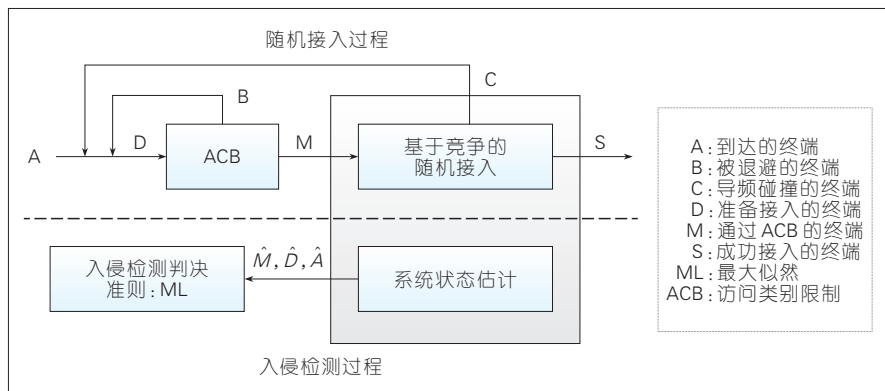 随机接入过程
C
B
A
D
ACB
M
基于竞争的
随机接入
S
入侵检测判决
准则:ML
M̂, D̂, Â
系统状态估计
入侵检测过程
A:到达的终端
B:被退避的终端
C:导频碰撞的终端
D:准备接入的终端
M:通过 ACB 的终端
S:成功接入的终端
ML:最大似然
ACB:访问类别限制